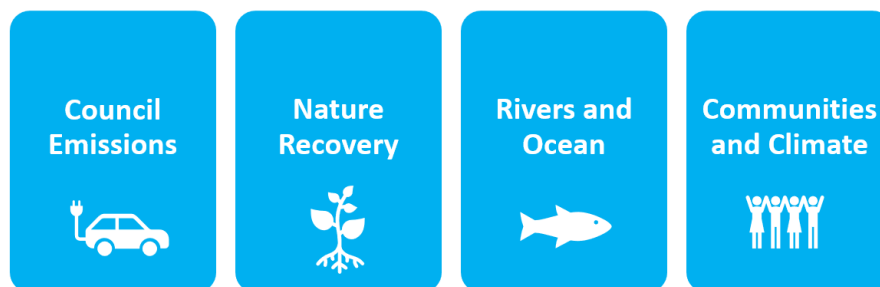 Council
Emissions
Nature
Recovery
Rivers and
Ocean
Communities
and Climate